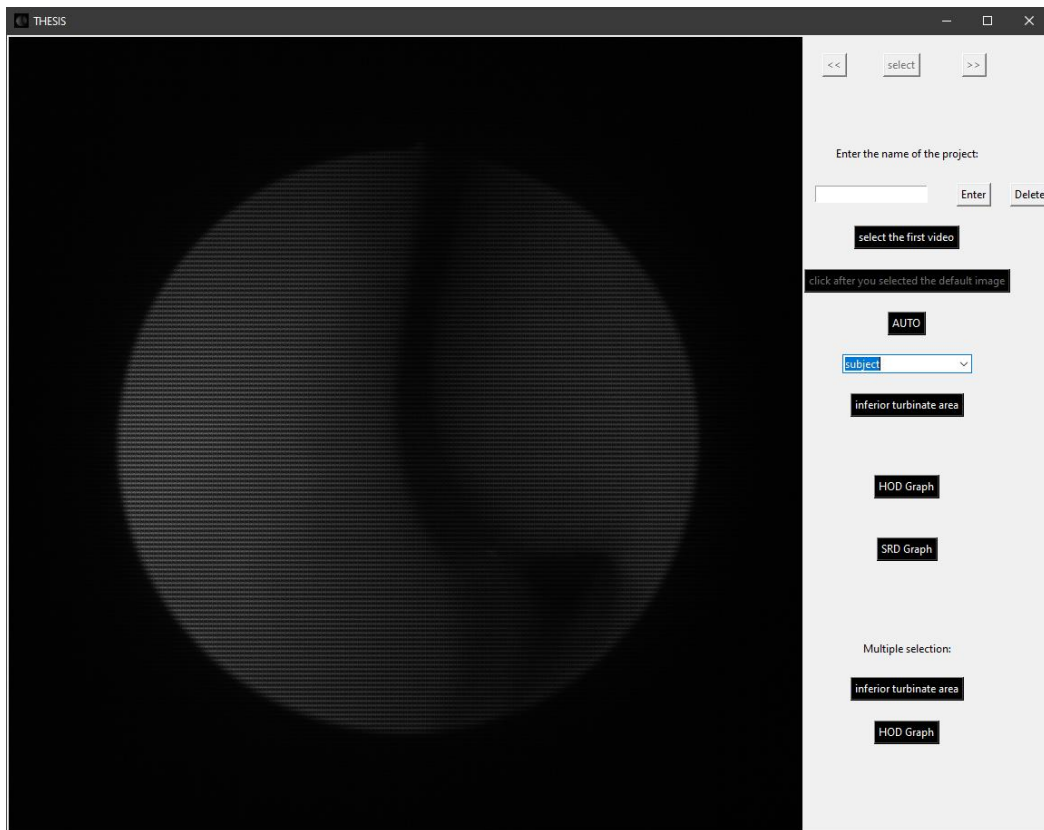 THESIS
<< select >>
Enter the name of the project:
Enter Delete
select the first video
click after you selected the default image
AUTO
subject
inferior turbinate area
HOD Graph
SRD Graph
Multiple selection:
inferior turbinate area
HOD Graph